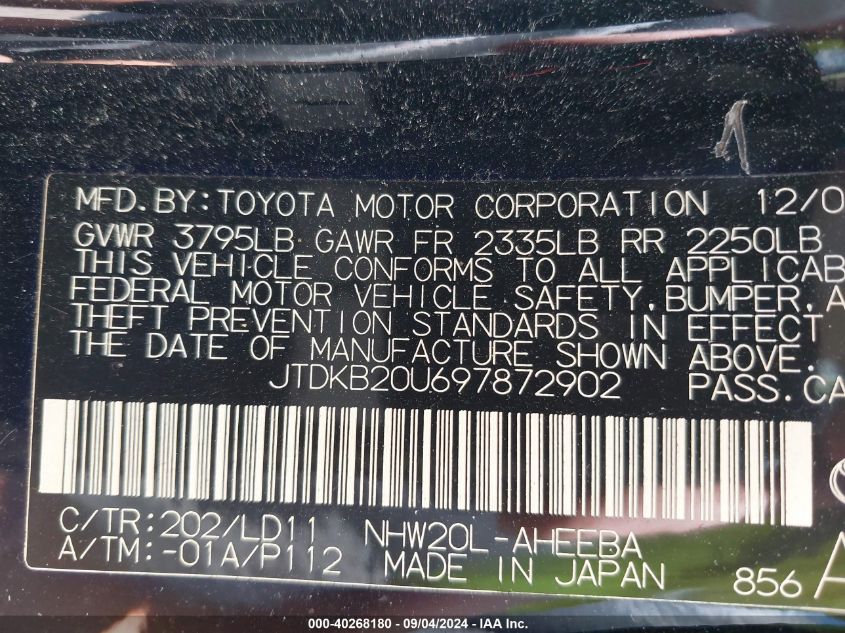 MFD.BY:TOYOTA MOTOR CORPORATION 12/0
GVWR 3795LB GAWR FR 2335LB RR 2250LB
THIS VEHICLE CONFORMS TO ALL APPLICAB
FEDERAL MOTOR VEHICLE SAFETY,BUMPER,A
THEFT PREVENTION STANDARDS IN EFFECT
THE DATE OF MANUFACTURE SHOWN ABOVE.
JTDKB20U697872902 PASS.CA
C/TR:202/LD11 NHW20L-AHEEBA
A/TM:-01A/P112 MADE IN JAPAN 856 A
000-40268180 - 09/04/2024 - IAA Inc.